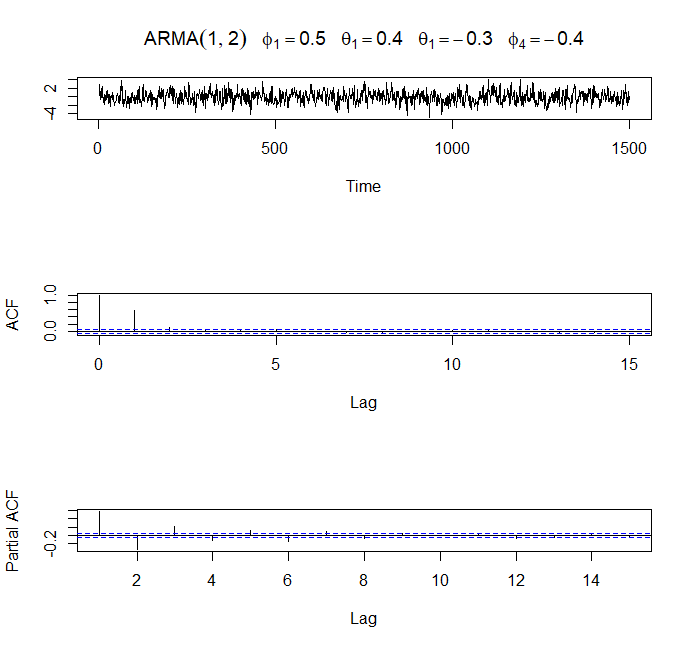 ARMA(1, 2) ϕ₁ = 0.5 θ₁ = 0.4 θ₁ = − 0.3 ϕ₄ = − 0.4
2
-4
0 500 1000 1500
Time
ACF
1.0
0.0
0 5 10 15
Lag
Partial ACF
-0.2
2 4 6 8 10 12 14
Lag